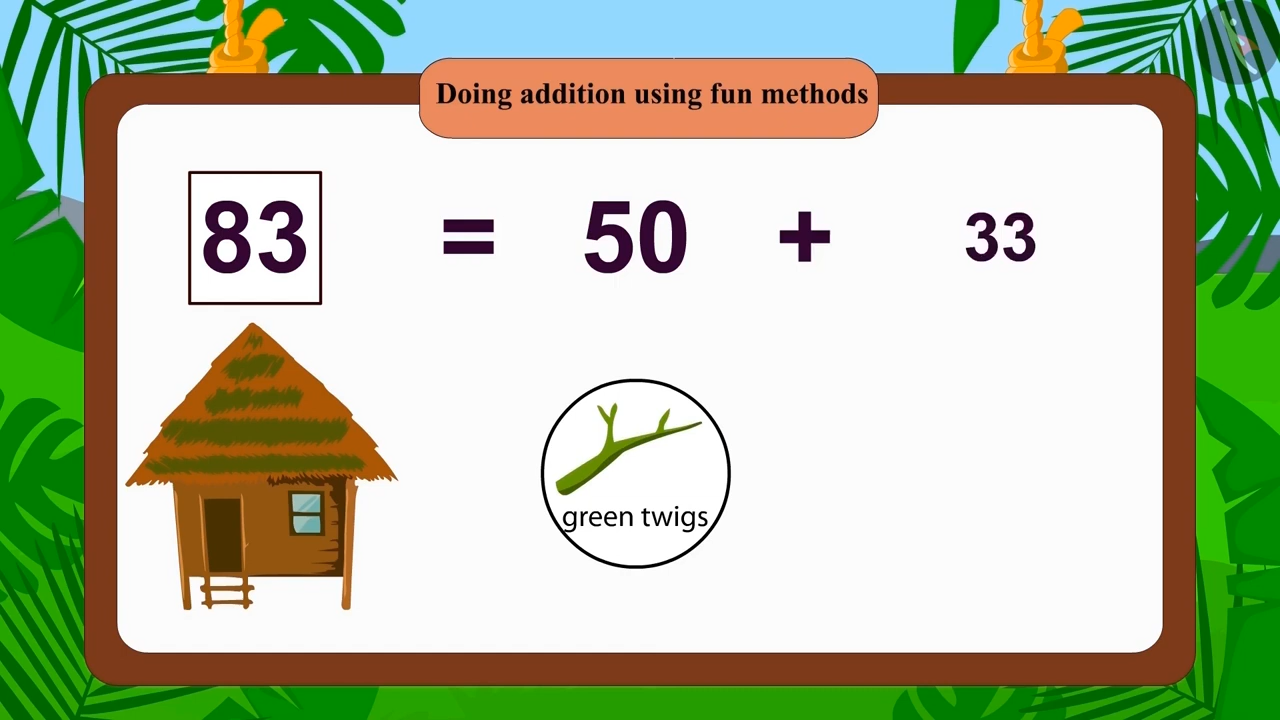 Doing addition using fun methods
83 = 50 + 33
green twigs